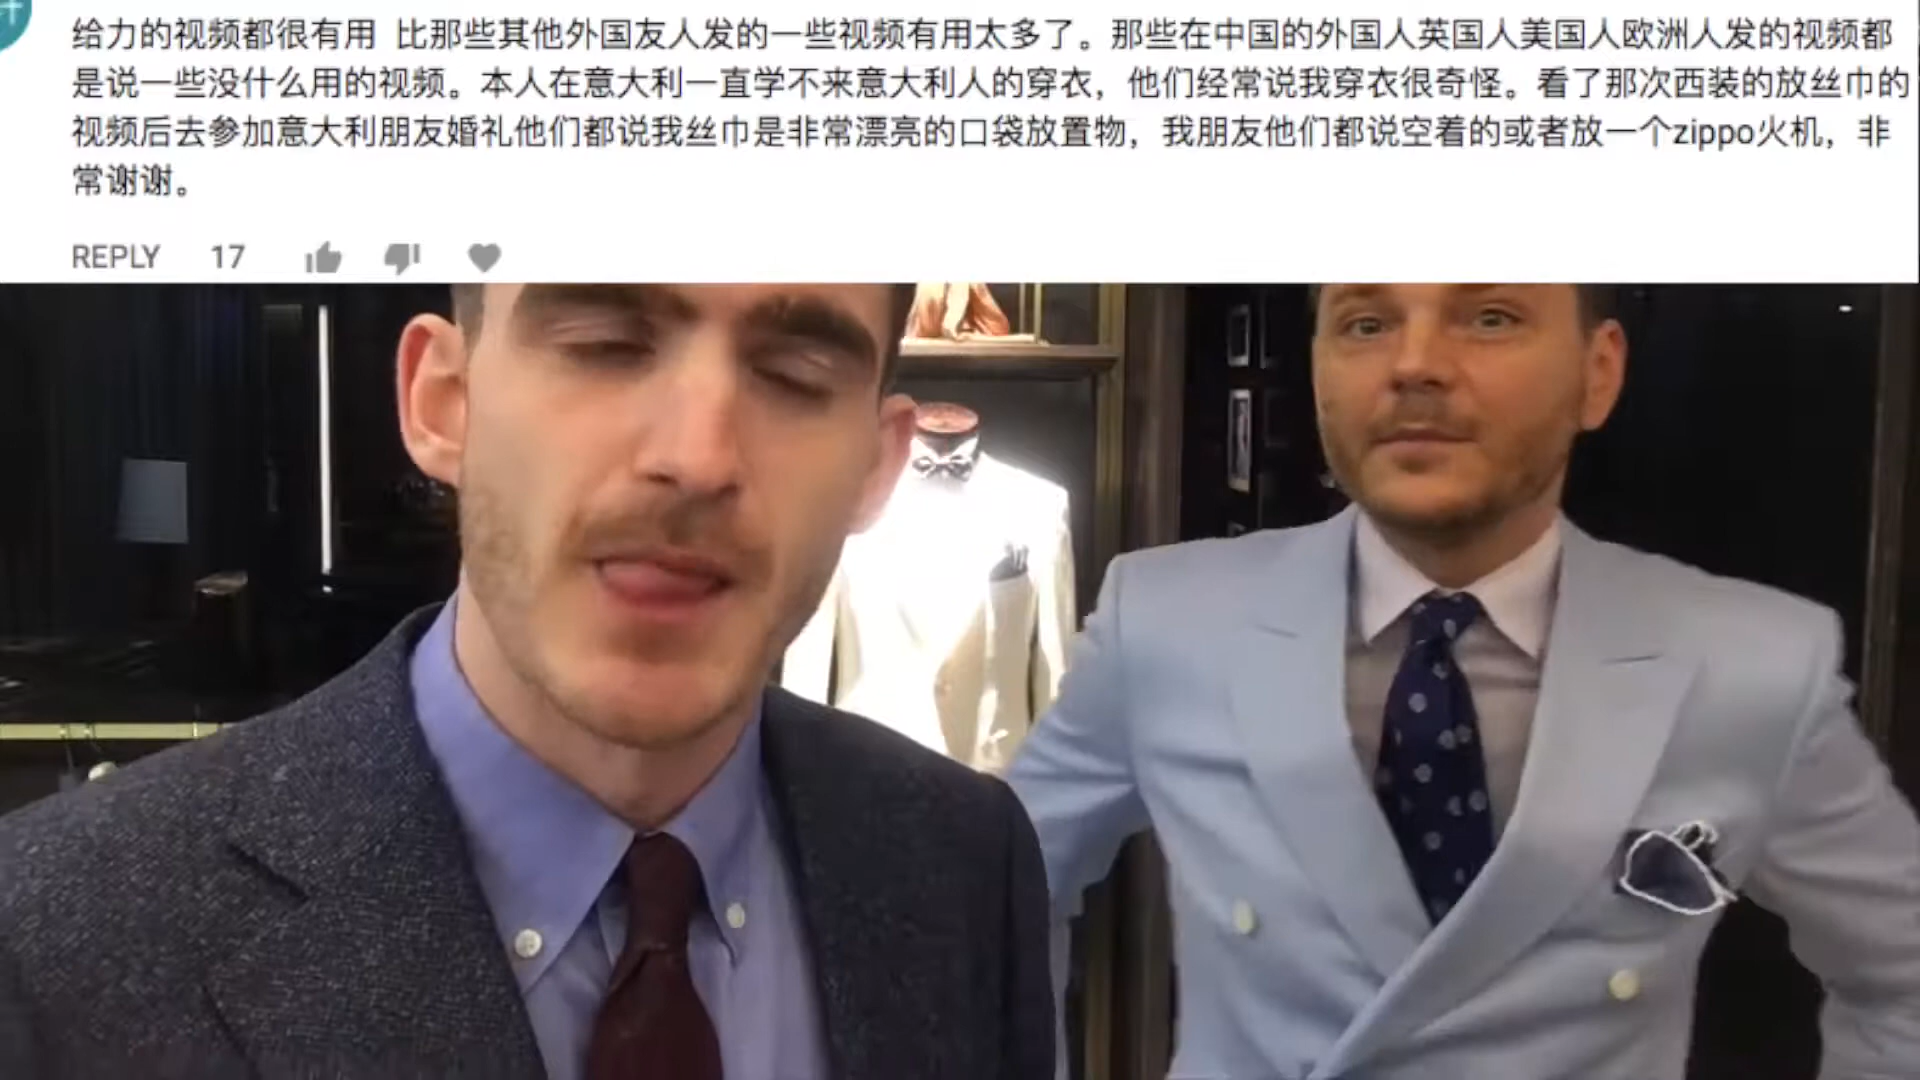 给力的视频都很有用 比那些其他外国友人发的一些视频有用太多了。那些在中国的外国人英国人美国人欧洲人发的视频都
是说一些没什么用的视频。本人在意大利一直学不来意大利人的穿衣，他们经常说我穿衣很奇怪。看了那次西装的放丝巾的
视频后去参加意大利朋友婚礼他们都说我丝巾是非常漂亮的口袋放置物，我朋友他们都说空着的或者放一个zippo火机，非
常谢谢。
REPLY 17